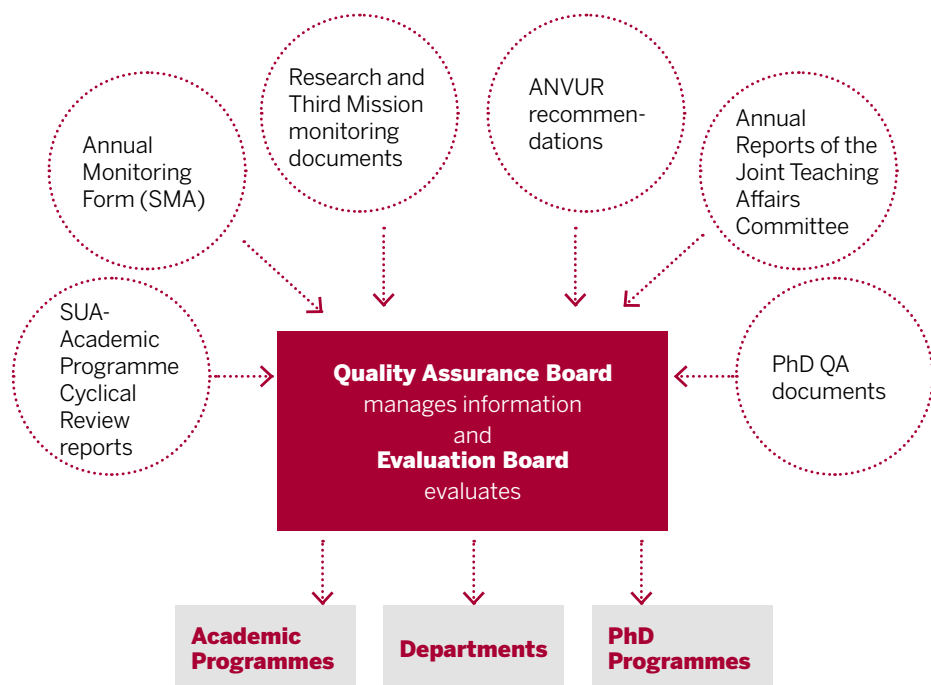 Annual
Monitoring
Form (SMA)
Research and
Third Mission
monitoring
documents
ANVUR
recommen-
dations
Annual
Reports of the
Joint Teaching
Affairs
Committee
SUA-
Academic
Programme
Cyclical
Review
reports
Quality Assurance Board
manages information
and
Evaluation Board
evaluates
PhD QA
documents
Academic
Programmes
Departments
PhD
Programmes